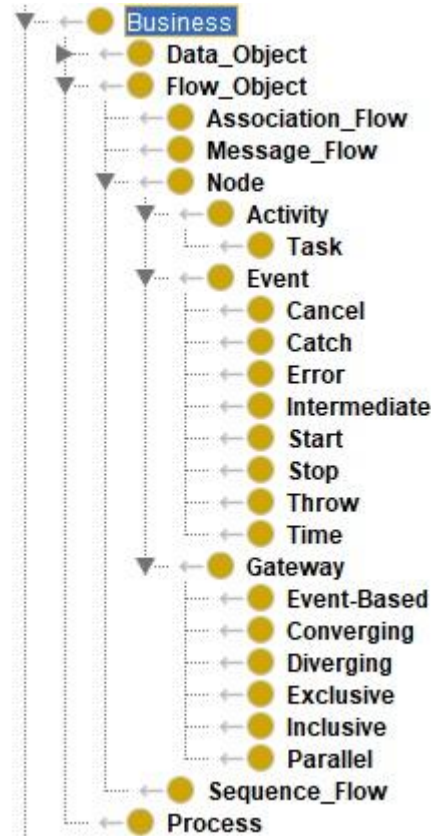 Business
Data_Object
Flow_Object
Association_Flow
Message_Flow
Node
Activity
Task
Event
Cancel
Catch
Error
Intermediate
Start
Stop
Throw
Time
Gateway
Event-Based
Converging
Diverging
Exclusive
Inclusive
Parallel
Sequence_Flow
Process